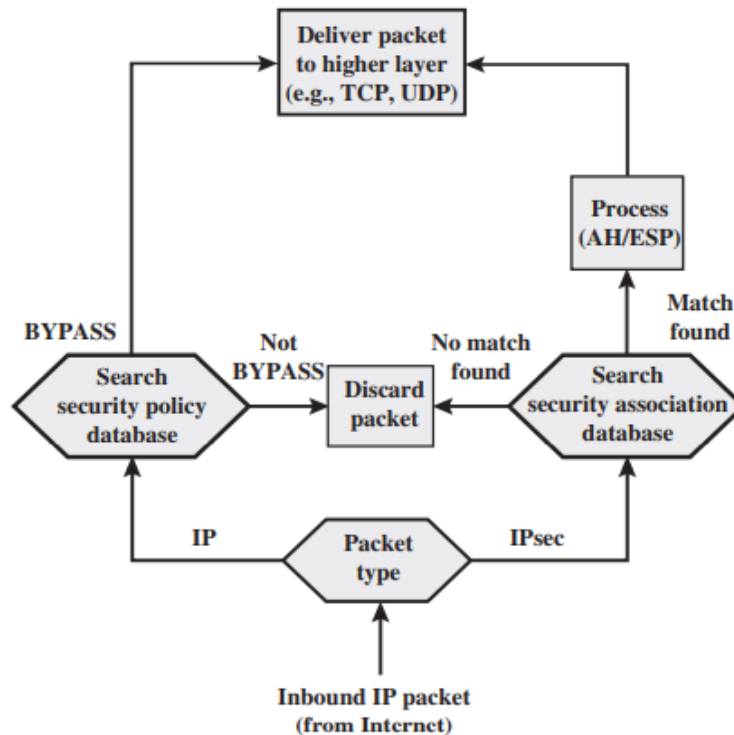 Deliver packet
to higher layer
(e.g., TCP, UDP)
Process
(AH/ESP)
BYPASS
Not
BYPASS
No match
found
Match
found
Search
security policy
database
Discard
packet
Search
security association
database
IP
Packet
type
IPsec
Inbound IP packet
(from Internet)